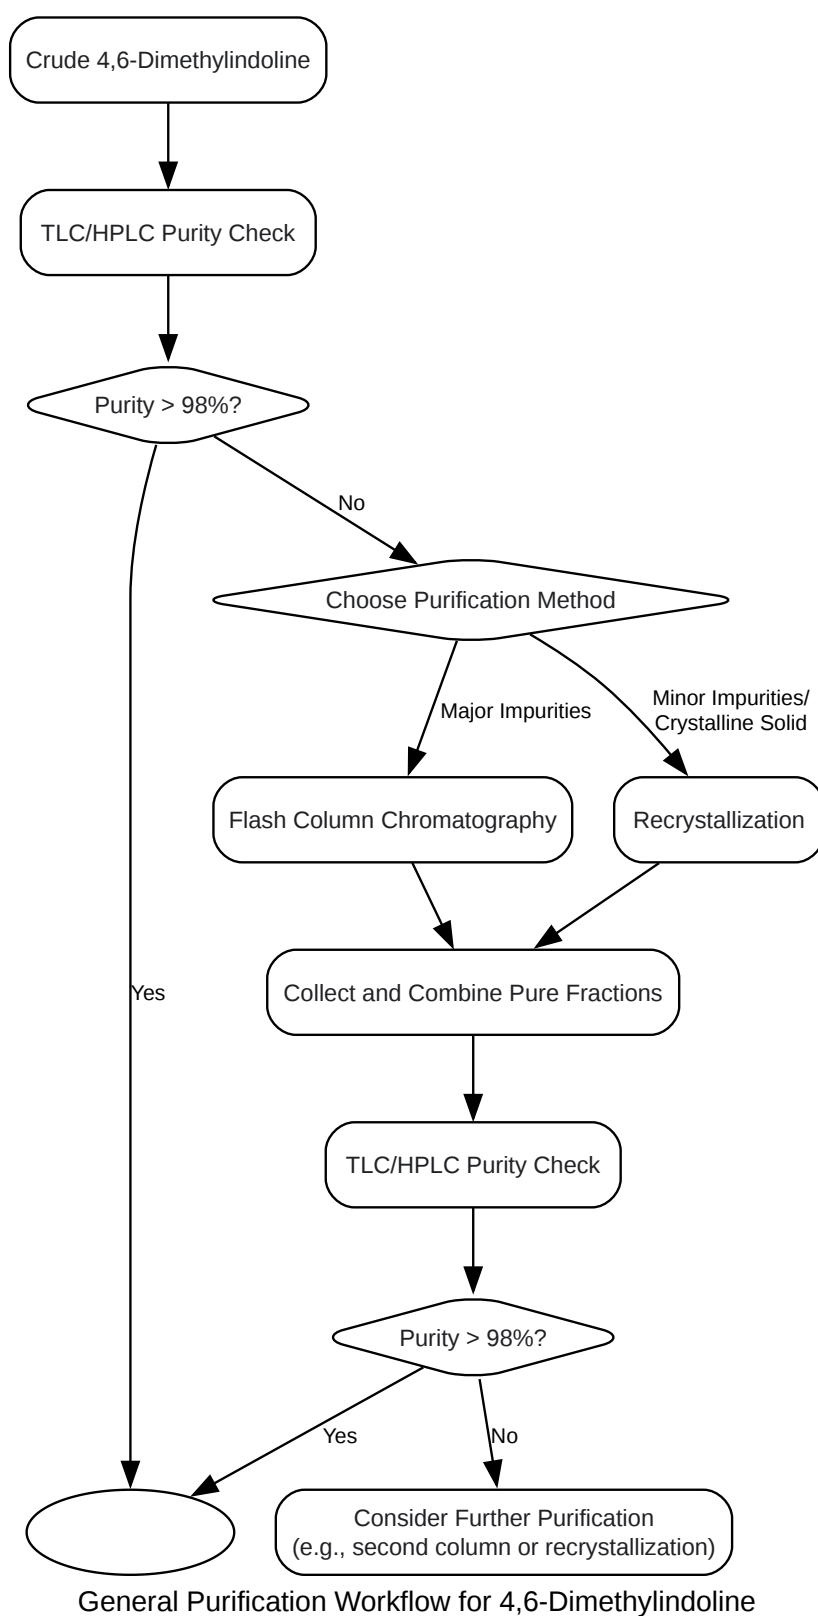 Crude 4,6-Dimethylindoline
TLC/HPLC Purity Check
Purity > 98%?
No
Choose Purification Method
Major Impurities
Minor Impurities/
Crystalline Solid
Flash Column Chromatography
Recrystallization
Collect and Combine Pure Fractions
Yes
TLC/HPLC Purity Check
Purity > 98%?
Yes
No
Consider Further Purification
(e.g., second column or recrystallization)
General Purification Workflow for 4,6-Dimethylindoline